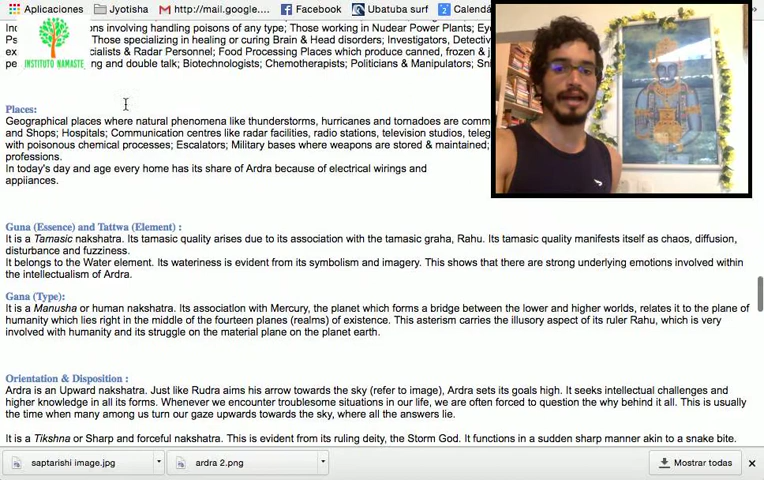 Aplicaciones Jyotisha http://mail.google.... Facebook Ubatuba surf Calendá
involving handling poisons of any type; Those working in Nudear Power Plants;
Those specializing in healing or curing Brain & Head disorders; Investigators,
cialists & Radar Personnel; Food Processing Places which produce canned, frozen &
ing and double talk; Biotechnologists; Chemotherapists; Politicians & Manipulators;
INSTITUTO NAMASTE
Places:
Geographical places where natural phenomena like thunderstorms, hurricanes and tornadoes are comm
and Shops; Hospitals; Communication centres like radar facilities, radio stations, television studios, teleg
with poisonous chemical processes; Escalators; Military bases where weapons are stored & maintained;
professions.
In today's day and age every home has its share of Ardra because of electrical wirings and
appliances.
Guna (Essence) and Tattwa (Element) :
It is a Tamasic nakshatra. Its tamasic quality arises due to its association with the tamasic graha, Rahu. Its tamasic quality manifests itself as chaos, diffusion,
disturbance and fuzziness.
It belongs to the Water element. Its wateriness is evident from its symbolism and imagery. This shows that there are strong underlying emotions involved within
the intellectualism of Ardra.
Gana (Type):
It is a Manusha or human nakshatra. Its association with Mercury, the planet which forms a bridge between the lower and higher worlds, relates it to the plane of
humanity which lies right in the middle of the fourteen planes (realms) of existence. This asterism carries the illusory aspect of its ruler Rahu, which is very
involved with humanity and its struggle on the material plane on the planet earth.
Orientation & Disposition :
Ardra is an Upward nakshatra. Just like Rudra aims his arrow towards the sky (refer to image), Ardra sets its goals high. It seeks intellectual challenges and
higher knowledge in all its forms. Whenever we encounter troublesome situations in our life, we are often forced to question the why behind it all. This is usually
the time when many among us turn our gaze upwards towards the sky, where all the answers lie.
It is a Tikshna or Sharp and forceful nakshatra. This is evident from its ruling deity, the Storm God. It functions in a sudden sharp manner akin to a snake bite.
saptarishi image.jpg ardra 2.png Mostrar todas